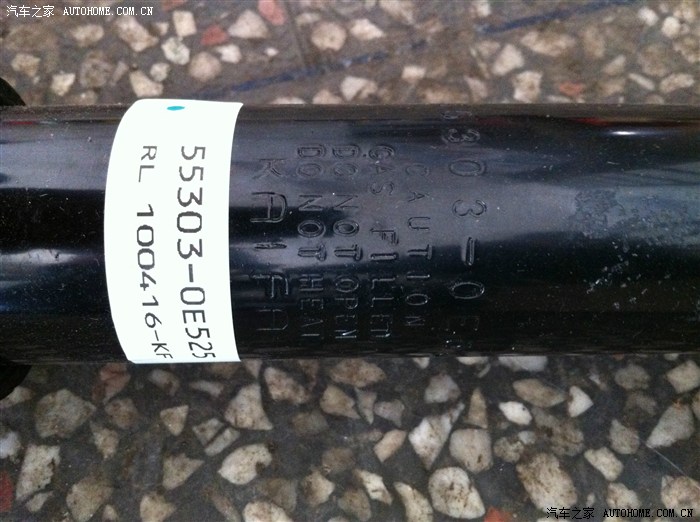 汽车之家 AUTOHOME.COM.CN
55303-0E525
RL 100416-KF
CAUTION
GAS FILLED
DO NOT OPEN
DO NOT HEAT
KAIFA
汽车之家 AUTOHOME.COM.CN